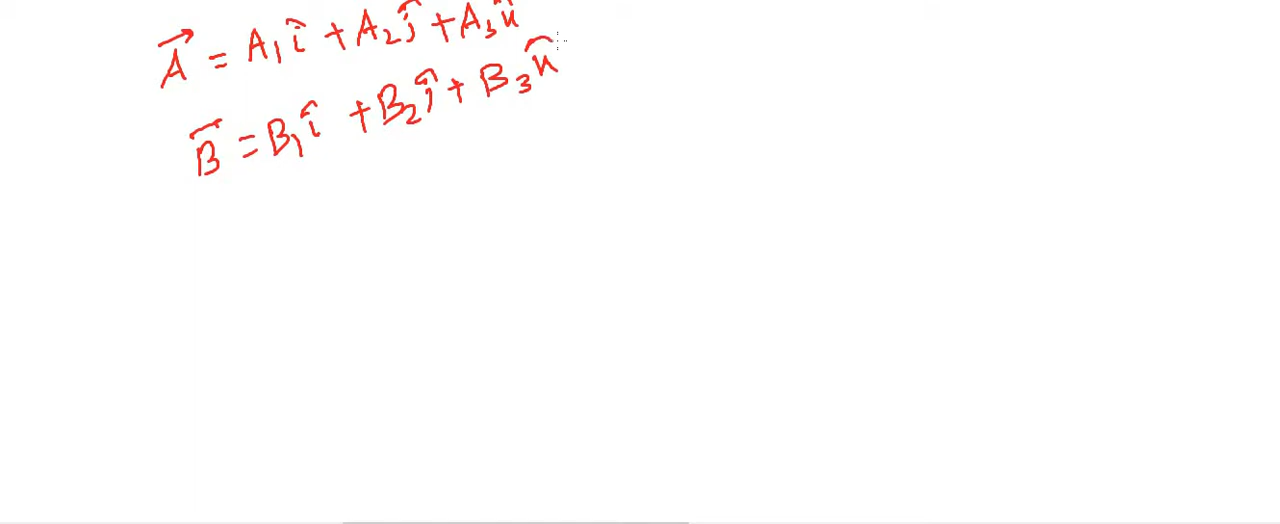 A⃗ = A₁î + A₂ĵ + A₃k̂
B⃗ = B₁î + B₂ĵ + B₃k̂